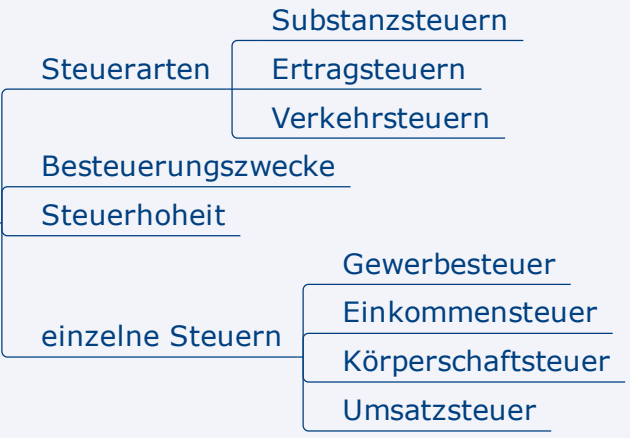 Substanzsteuern
Steuerarten
Ertragsteuern
Verkehrsteuern
Besteuerungszwecke
Steuerhoheit
Gewerbesteuer
Einkommensteuer
einzelne Steuern
Körperschaftsteuer
Umsatzsteuer